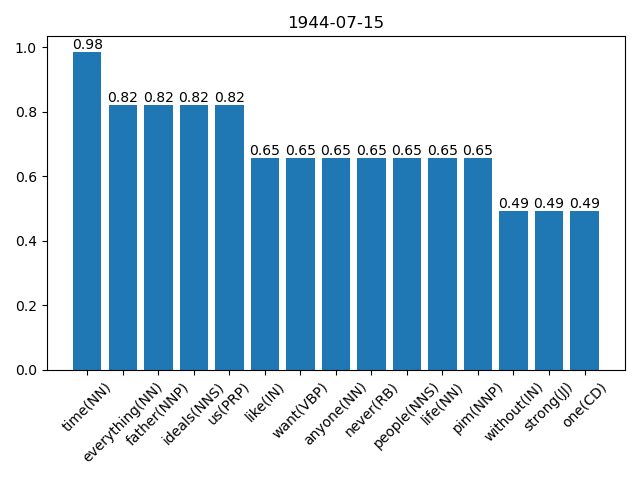 1944-07-15
1.0
0.8
0.6
0.4
0.2
0.0
0.98 0.82 0.82 0.82 0.82 0.65 0.65 0.65 0.65 0.65 0.65 0.65 0.49 0.49 0.49
time(NN)
everything(NN)
father(NNP)
ideals(NNS)
us(PRP)
like(IN)
want(VBP)
anyone(NN)
never(RB)
people(NNS)
life(NN)
pim(NNP)
without(IN)
strong(JJ)
one(CD)